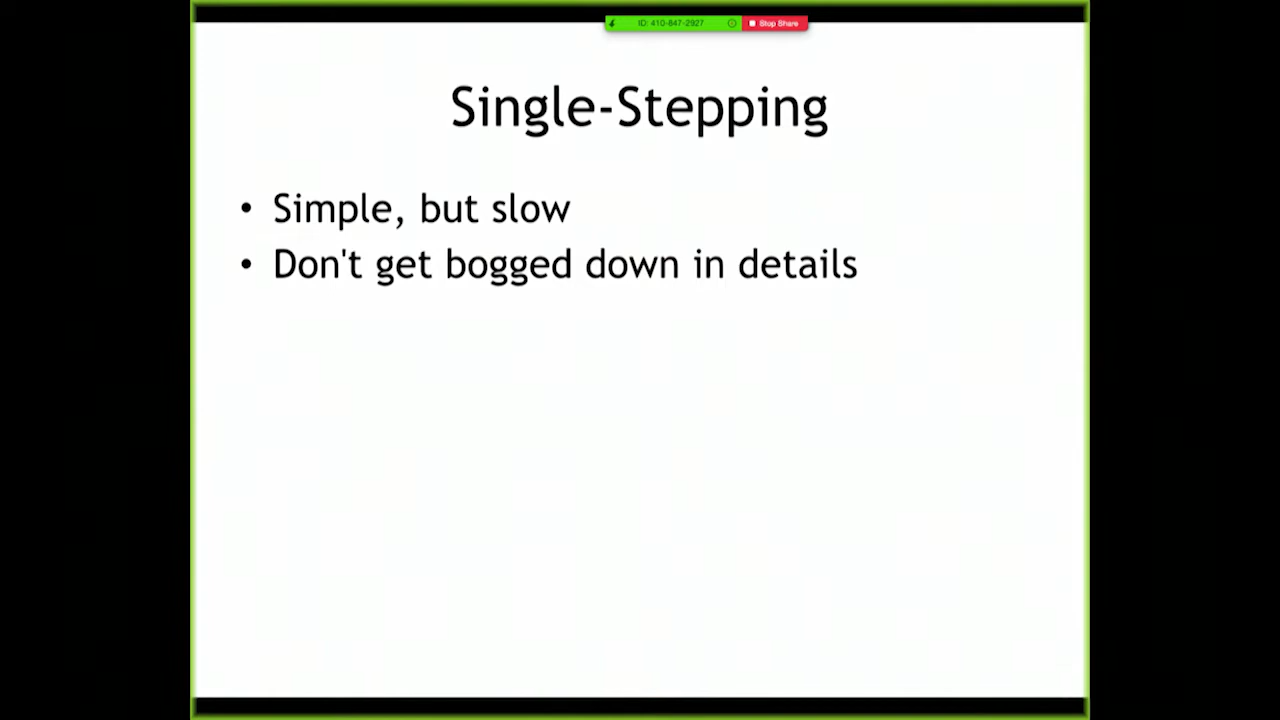 ID: 410-847-2927
Stop Share
Single-Stepping
• Simple, but slow
• Don't get bogged down in details